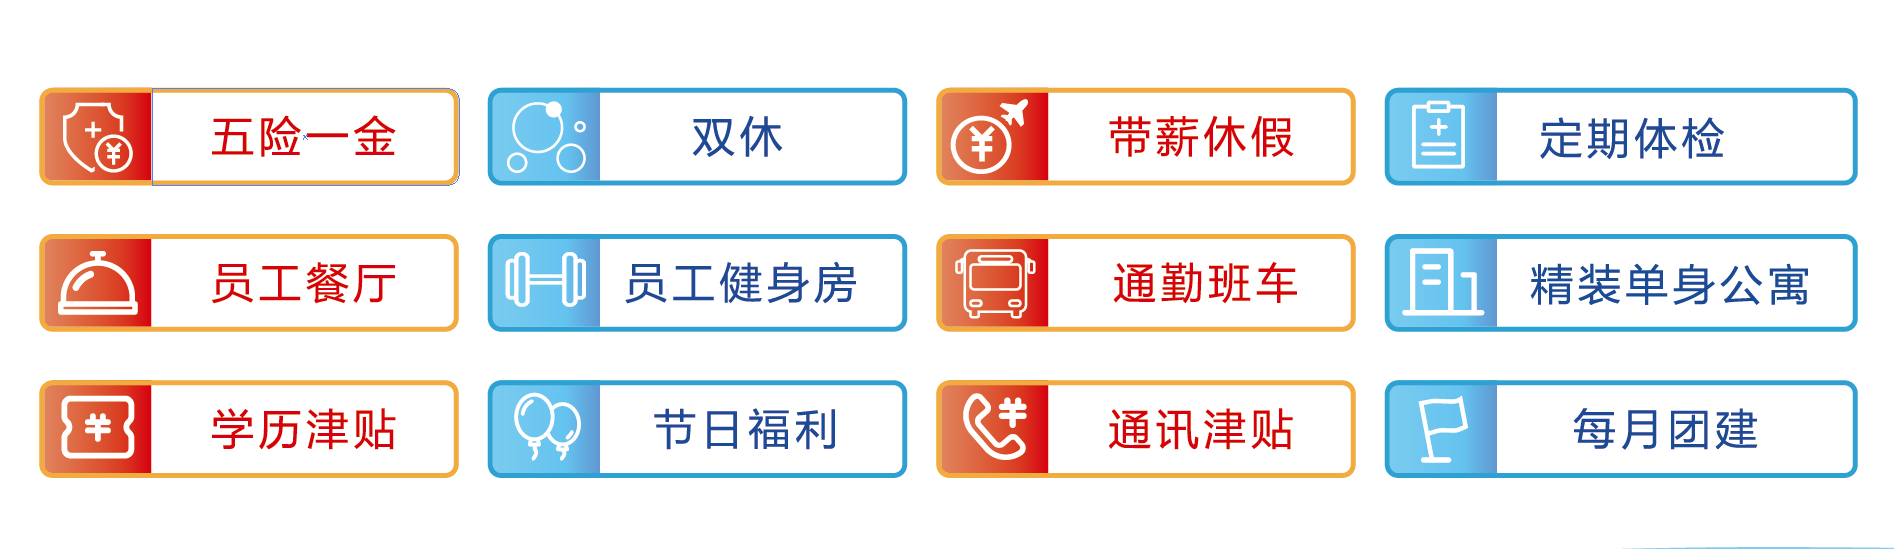 五险一金
双休
带薪休假
定期休检
员工餐厅
员工健身房
通勤班车
精装单身公寓
学历津贴
节日福利
通讯津贴
每月团建